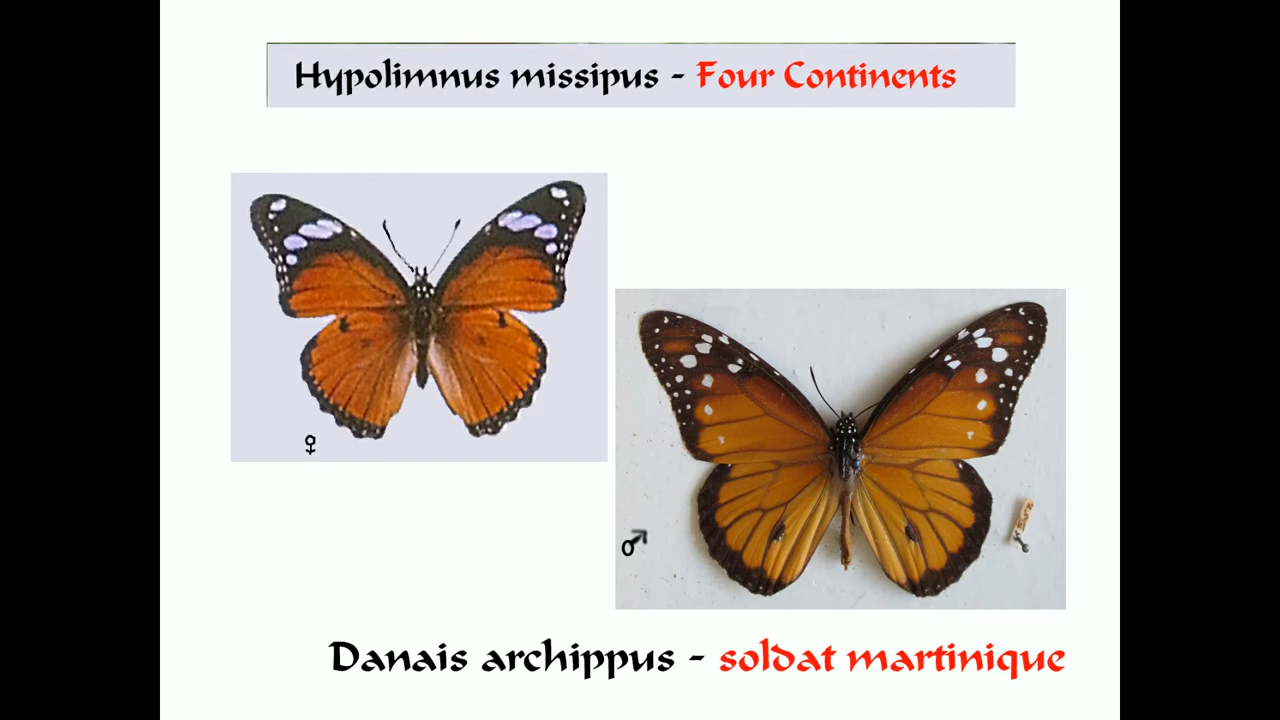 Hypolimnus missipus - Four Continents
♀
♂
Danais archippus - soldat martinique